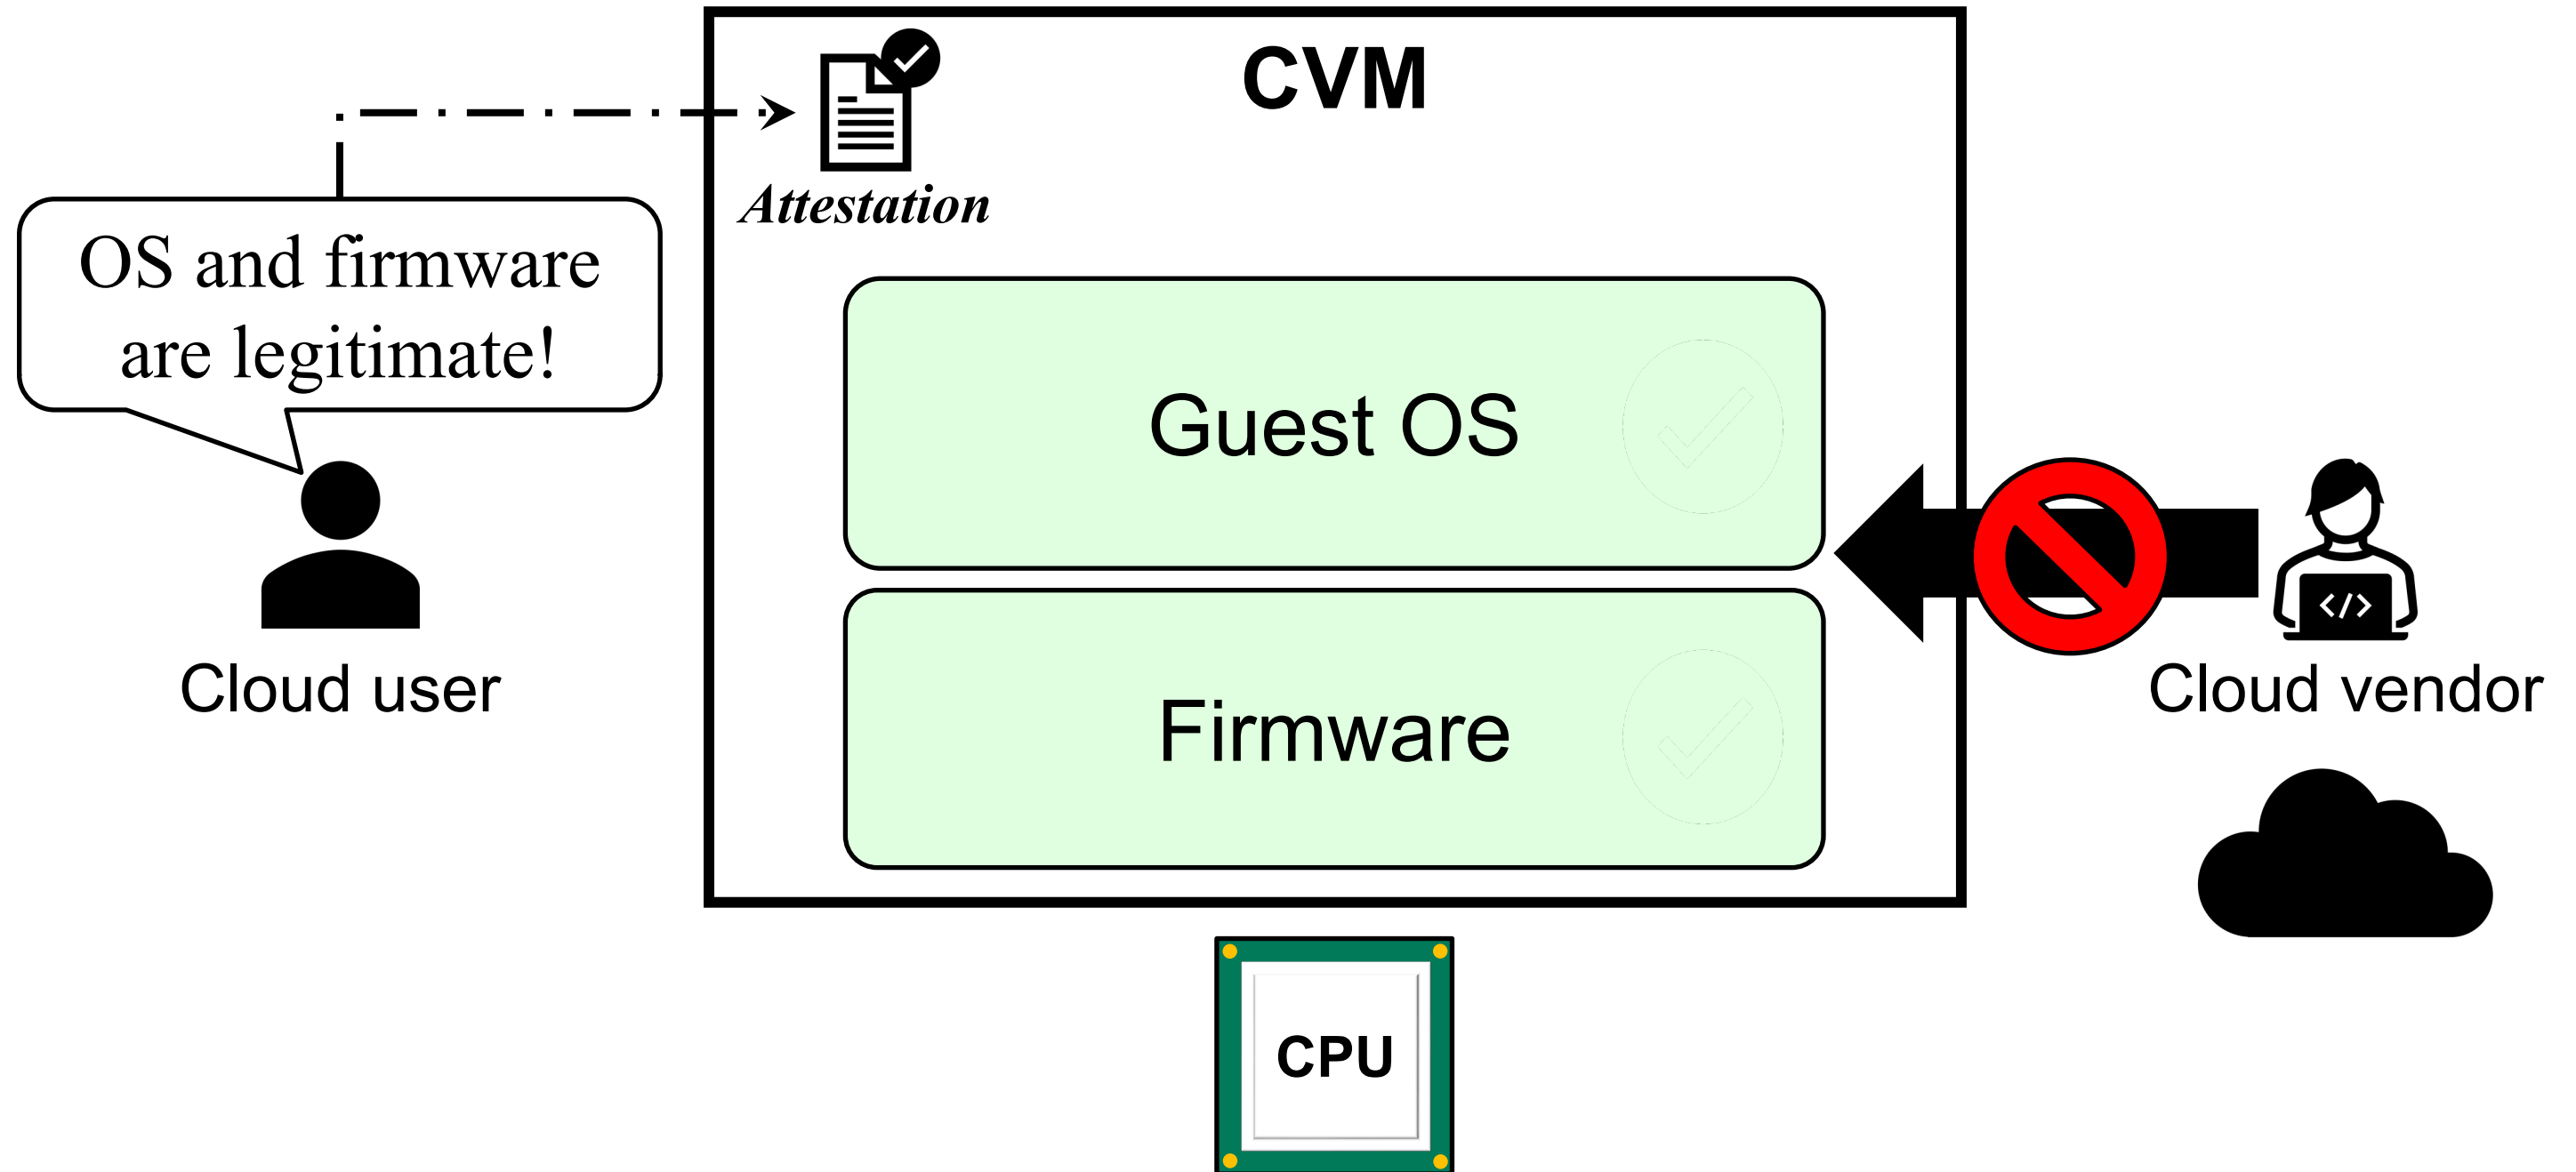 CVM
Attestation
OS and firmware
are legitimate!
Guest OS
Cloud user
Firmware
</>
Cloud vendor
CPU